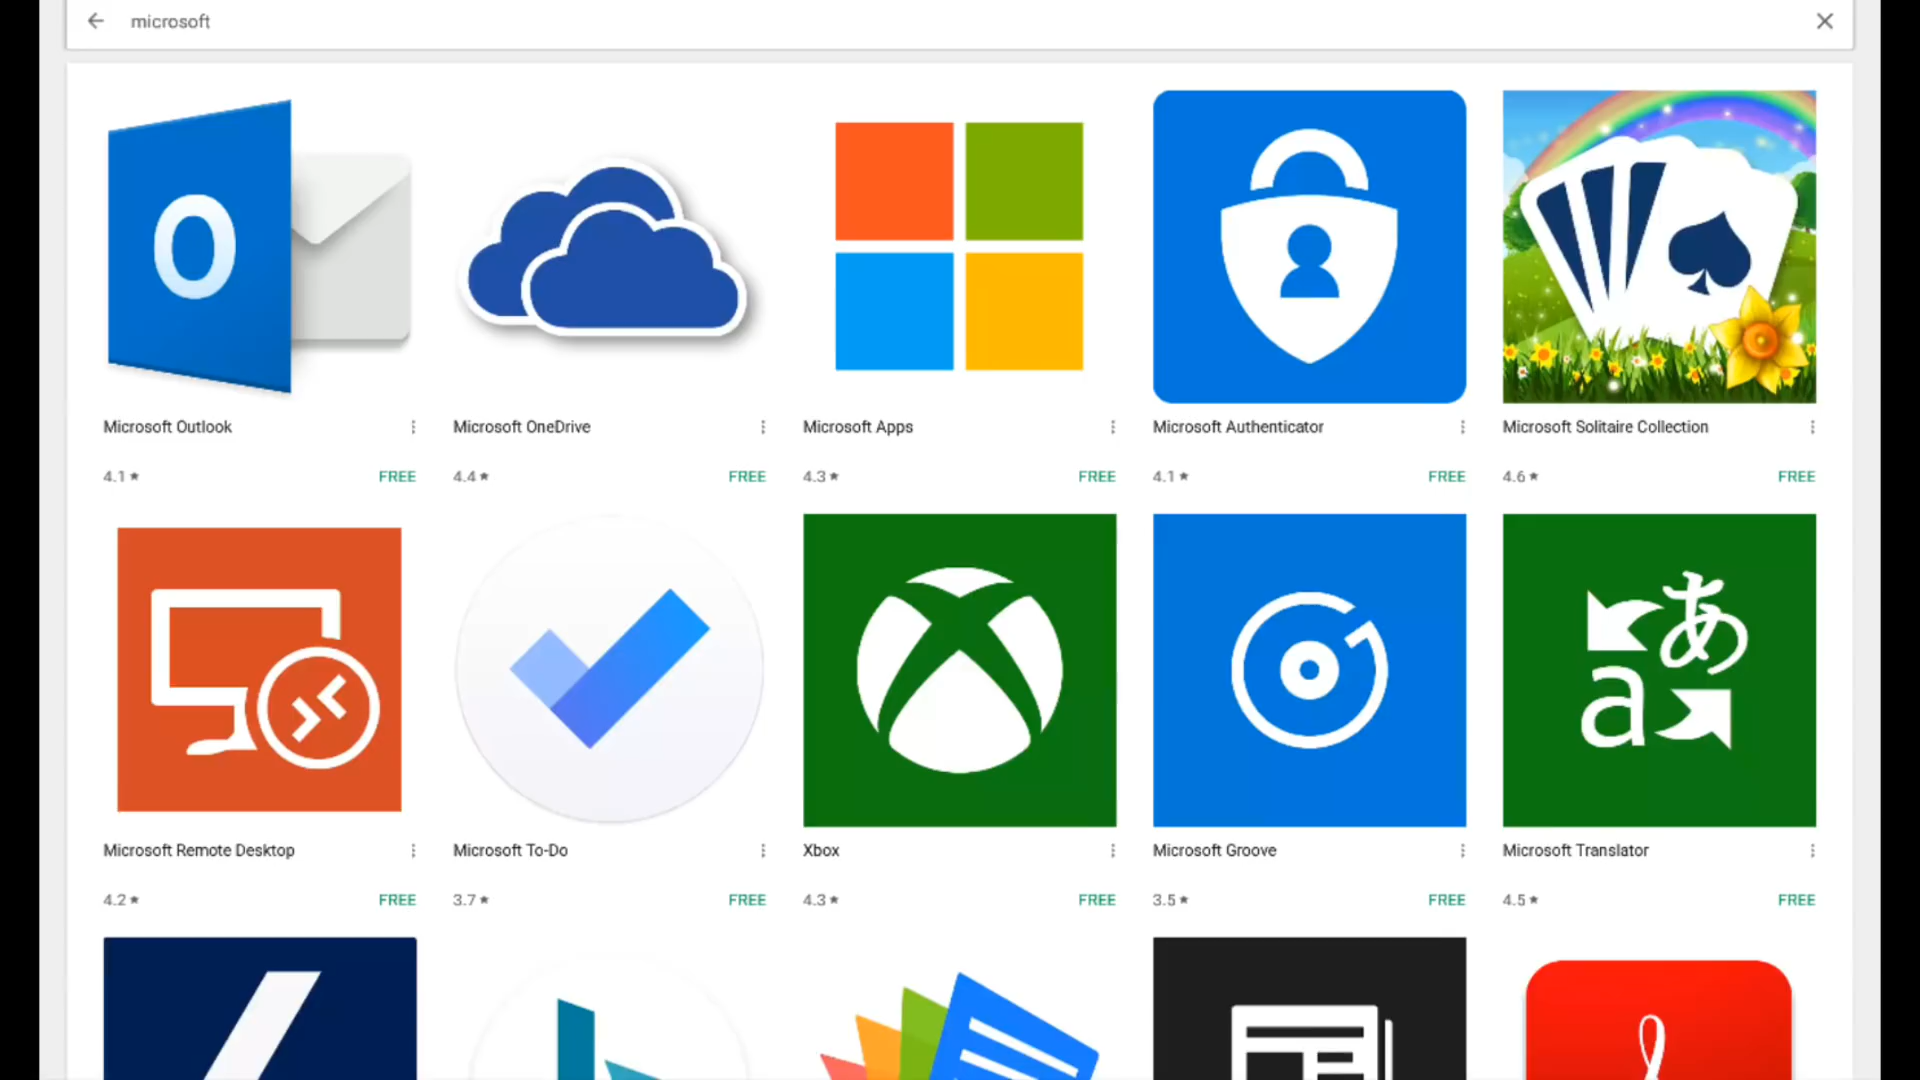 microsoft
O
Microsoft Outlook
Microsoft OneDrive
Microsoft Apps
Microsoft Authenticator
Microsoft Solitaire Collection
4.1 ★ FREE
4.4 ★ FREE
4.3 ★ FREE
4.1 ★ FREE
4.6 ★ FREE
あ
a
Microsoft Remote Desktop
Microsoft To-Do
Xbox
Microsoft Groove
Microsoft Translator
4.2 ★ FREE
3.7 ★ FREE
4.3 ★ FREE
3.5 ★ FREE
4.5 ★ FREE